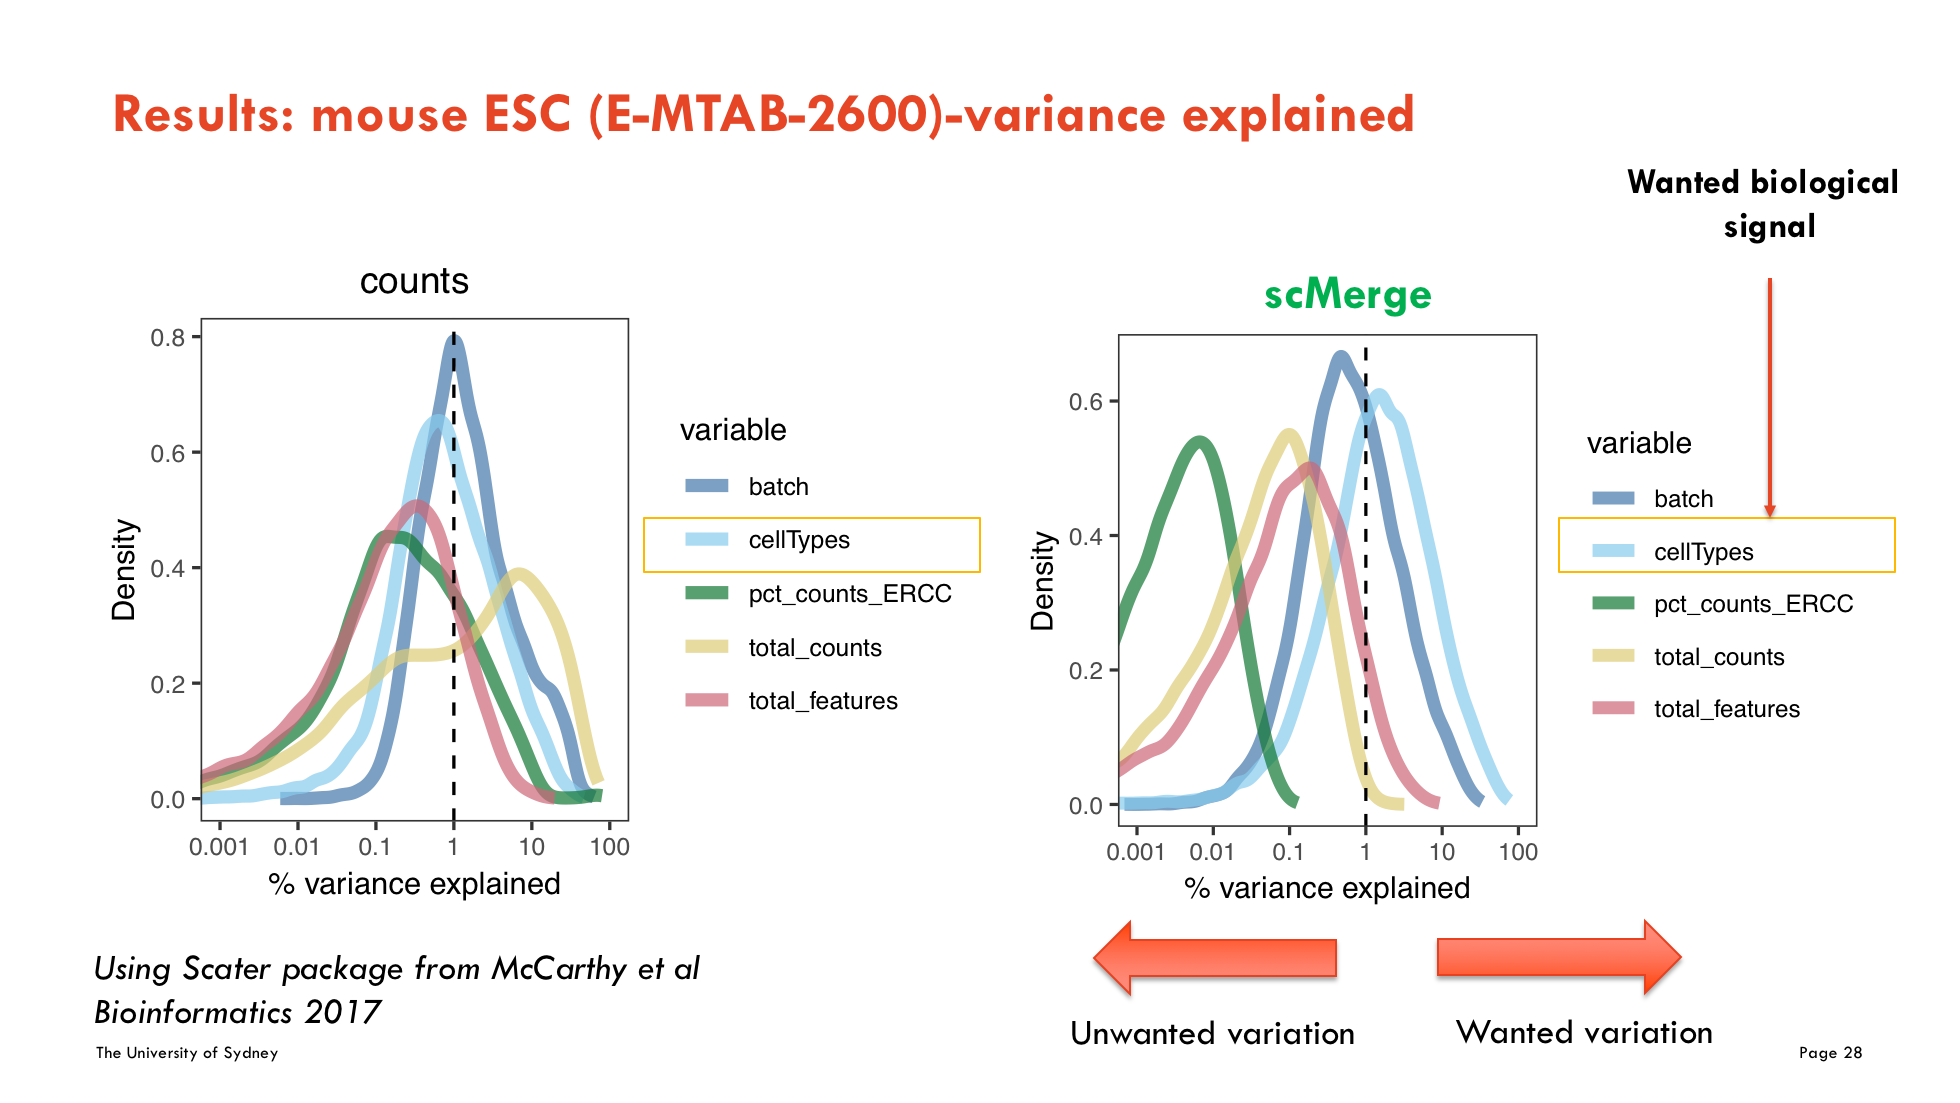 Results: mouse ESC (E-MTAB-2600)-variance explained
Wanted biological
signal
counts
0.8
0.6
0.4
0.2
0.0
Density
0.001 0.01 0.1 1 10 100
% variance explained
variable
batch
cellTypes
pct_counts_ERCC
total_counts
total_features
scMerge
0.6
0.4
0.2
0.0
Density
0.001 0.01 0.1 1 10 100
% variance explained
variable
batch
cellTypes
pct_counts_ERCC
total_counts
total_features
Using Scater package from McCarthy et al
Bioinformatics 2017
Unwanted variation
Wanted variation
The University of Sydney
Page 28